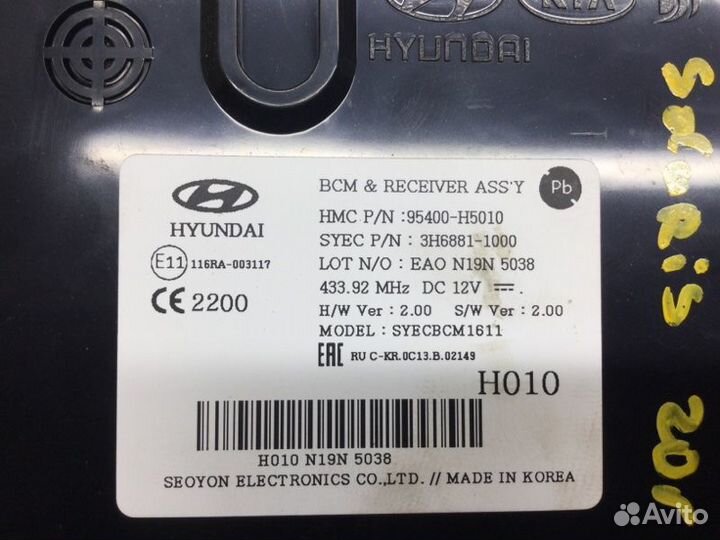 KIA
HYUNDAI
HYUNDAI
BCM & RECEIVER ASS'Y
Pb
HMC P/N :95400-H5010
SYEC P/N : 3H6881-1000
E11 116RA-003117
LOT N/O : EAO N19N 5038
CE 2200
433.92 MHz DC 12V .
H/W Ver : 2.00 S/W Ver : 2.00
MODEL : SYECBCM1611
EAC RU C-KR.0C13.B.02149
H010
H010 N19N 5038
SEOYON ELECTRONICS CO.,LTD. // MADE IN KOREA
Avito